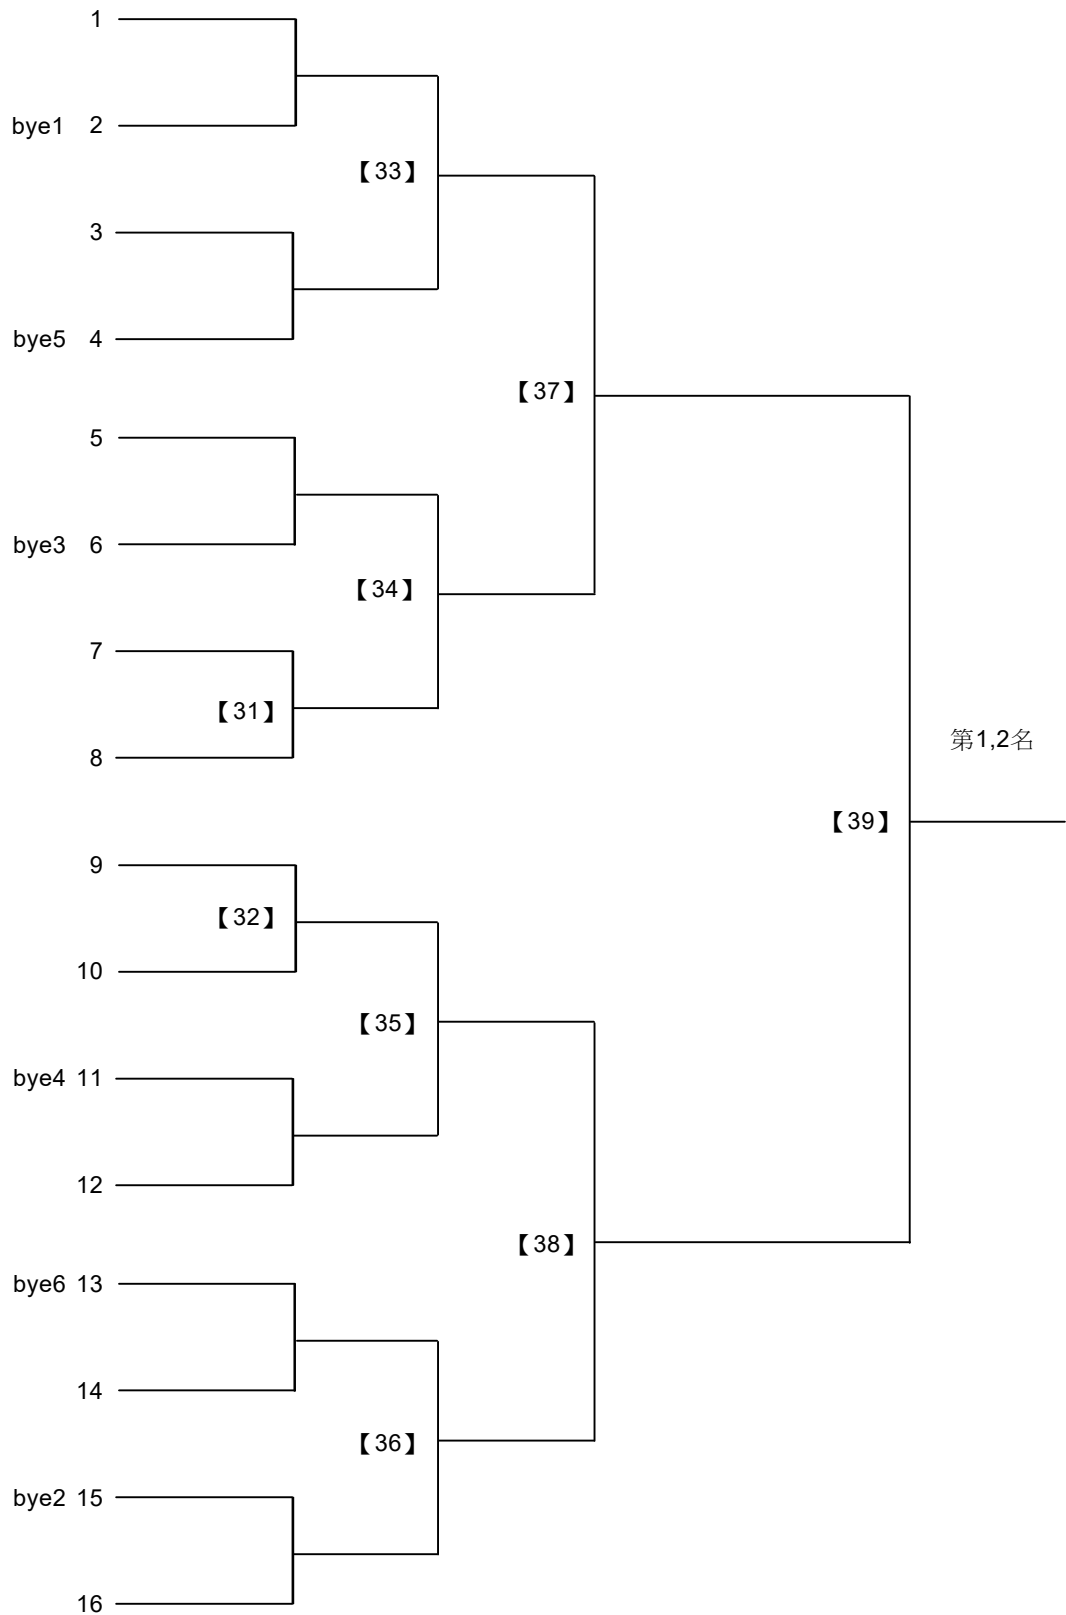 1
bye1 2
【33】
3
bye5 4
【37】
5
bye3 6
【34】
7
【31】
8
第1,2名
【39】
9
【32】
10
【35】
bye4 11
12
【38】
bye6 13
14
【36】
bye2 15
16